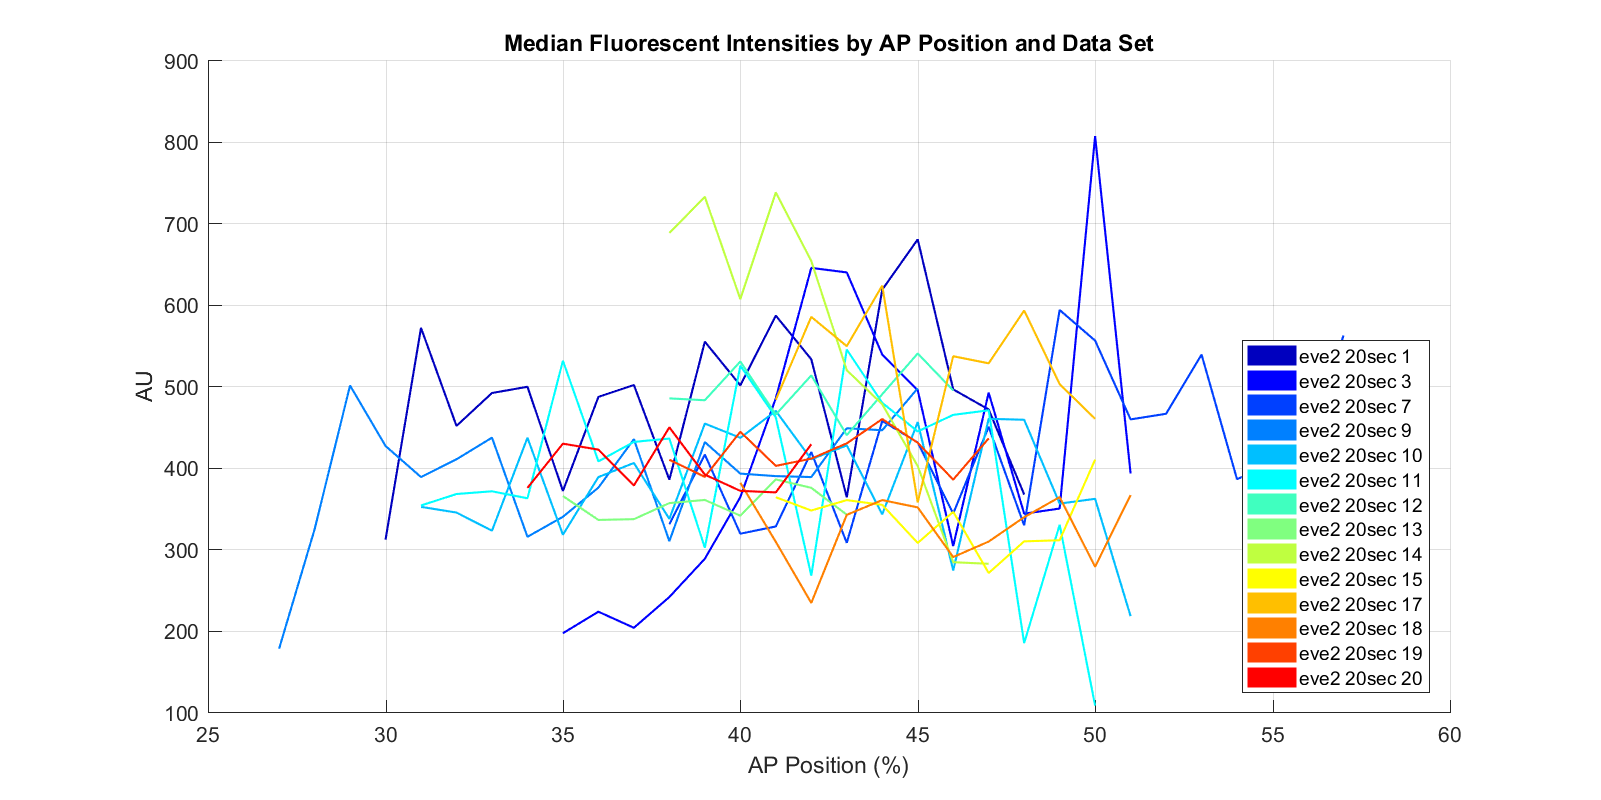 Median Fluorescent Intensities by AP Position and Data Set
900
800
700
600
500
400
300
200
100
AU
25
30
35
40
45
50
55
60
AP Position (%)
eve2 20sec 1
eve2 20sec 3
eve2 20sec 7
eve2 20sec 9
eve2 20sec 10
eve2 20sec 11
eve2 20sec 12
eve2 20sec 13
eve2 20sec 14
eve2 20sec 15
eve2 20sec 17
eve2 20sec 18
eve2 20sec 19
eve2 20sec 20